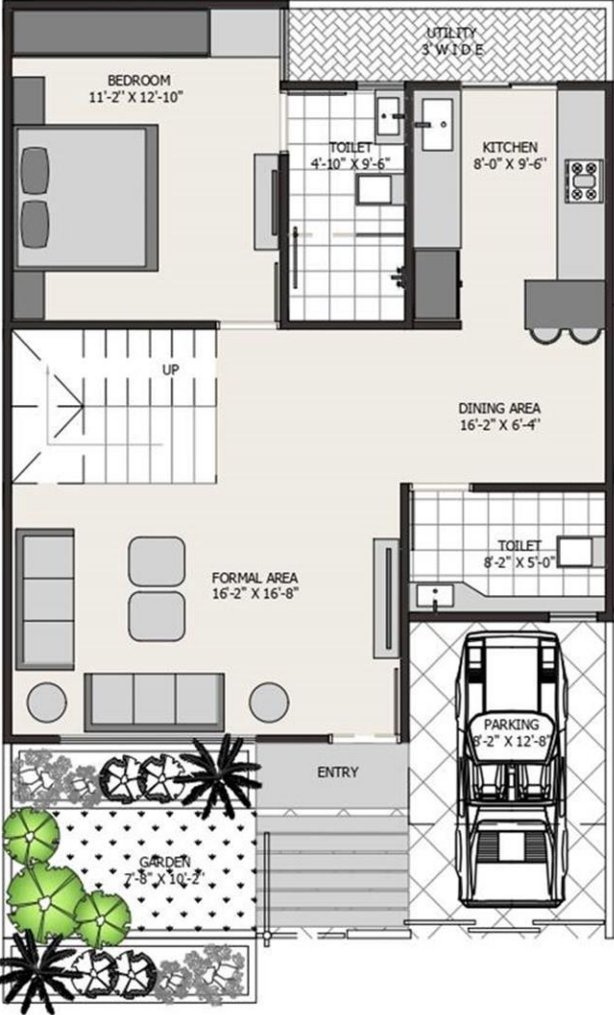 UTILITY
3' W I D E
BEDROOM
11'-2" X 12'-10"
TOILET
4'-10" X 9'-6"
KITCHEN
8'-0" X 9'-6"
UP
DINING AREA
16'-2" X 6'-4"
TOILET
8'-2" X 5'-0"
FORMAL AREA
16'-2" X 16'-8"
PARKING
8'-2" X 12'-8"
ENTRY
GARDEN
7'-8" X 10'-2"